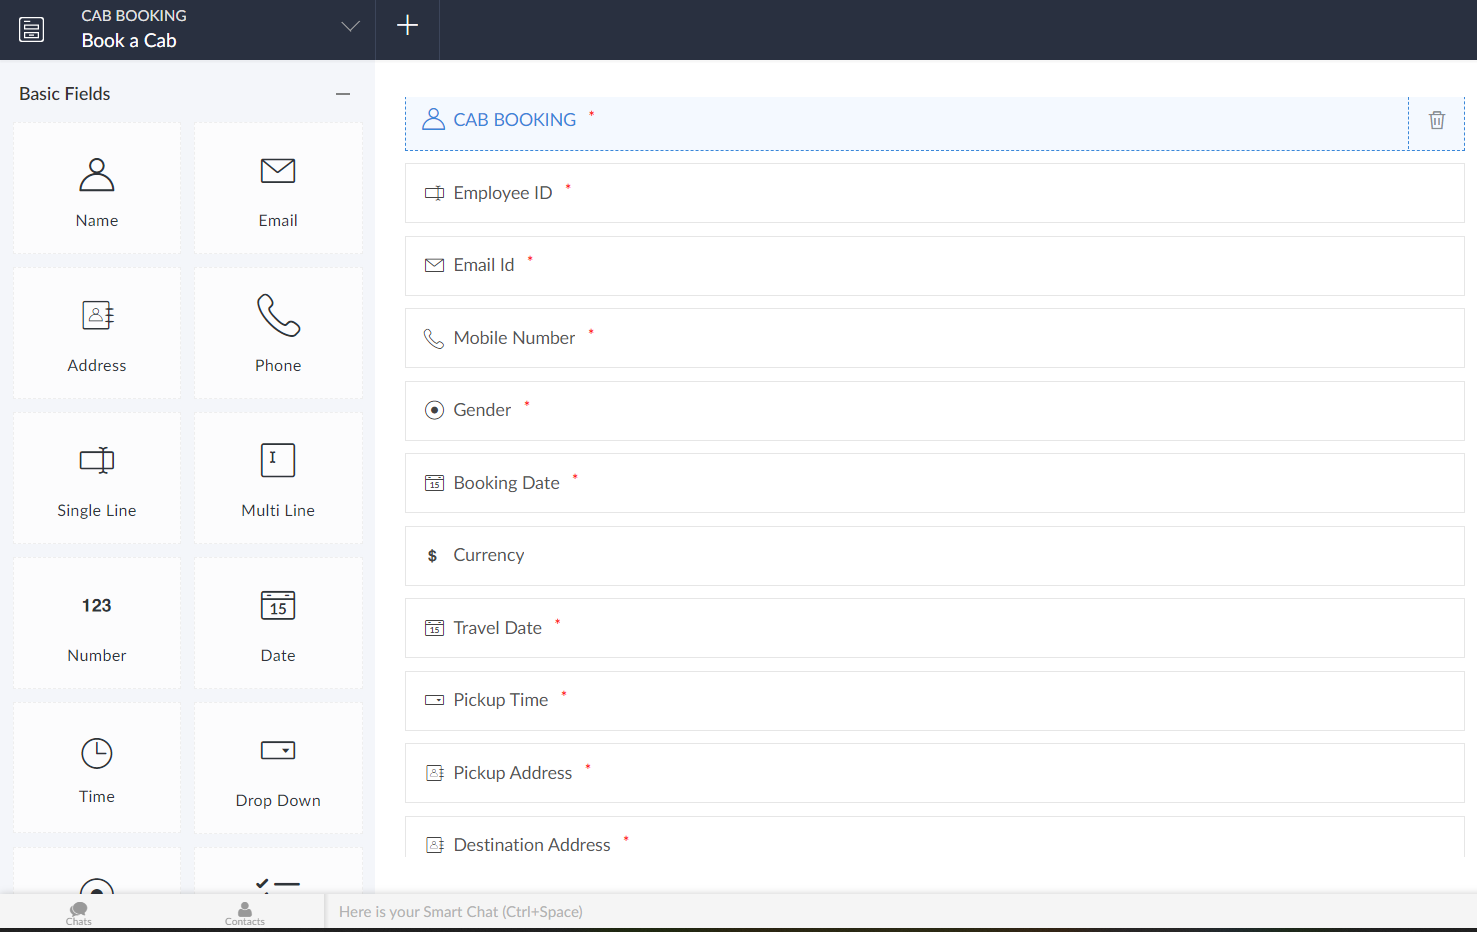 CAB BOOKING
Book a Cab
Basic Fields
Name
Email
Address
Phone
Single Line
Multi Line
123
Number
15
Date
Time
Drop Down
CAB BOOKING *
Employee ID *
Email Id *
Mobile Number *
Gender *
15 Booking Date *
$ Currency
15 Travel Date *
Pickup Time *
Pickup Address *
Destination Address *
Chats
Contacts
Here is your Smart Chat (Ctrl+Space)